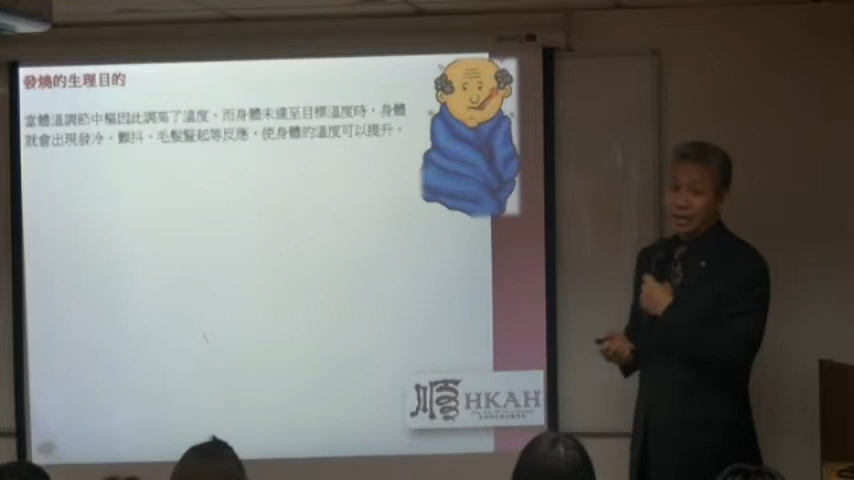 發燒的生理目的
當體溫調節中樞因此調高了溫度，而身體未達至目標溫度時，身體
就會出現發冷、顫抖、毛髮豎起等反應，使身體的溫度可以提升。
順
HKAH